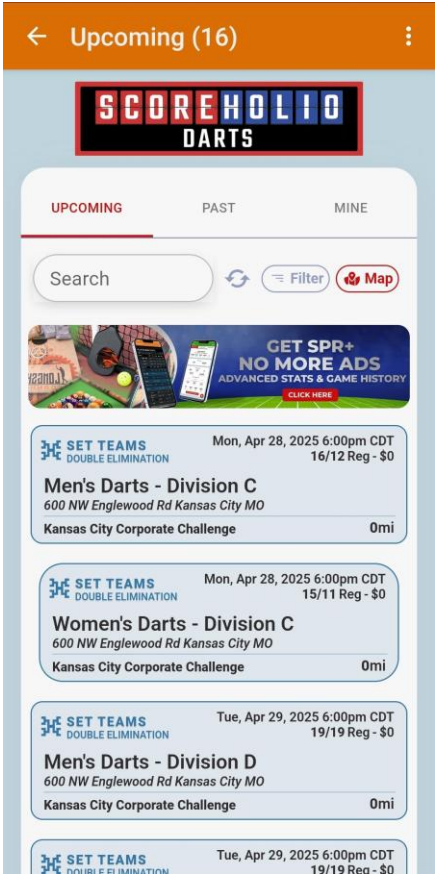 Upcoming (16)
SCOREHOLIO
DARTS
UPCOMING PAST MINE
Search Filter Map
GET SPR+
NO MORE ADS
ADVANCED STATS & GAME HISTORY
CLICK HERE
SET TEAMS Mon, Apr 28, 2025 6:00pm CDT
DOUBLE ELIMINATION 16/12 Reg - $0
Men's Darts - Division C
600 NW Englewood Rd Kansas City MO
Kansas City Corporate Challenge 0mi
SET TEAMS Mon, Apr 28, 2025 6:00pm CDT
DOUBLE ELIMINATION 15/11 Reg - $0
Women's Darts - Division C
600 NW Englewood Rd Kansas City MO
Kansas City Corporate Challenge 0mi
SET TEAMS Tue, Apr 29, 2025 6:00pm CDT
DOUBLE ELIMINATION 19/19 Reg - $0
Men's Darts - Division D
600 NW Englewood Rd Kansas City MO
Kansas City Corporate Challenge 0mi
SET TEAMS Tue, Apr 29, 2025 6:00pm CDT
DOUBLE ELIMINATION 19/19 Reg - $0